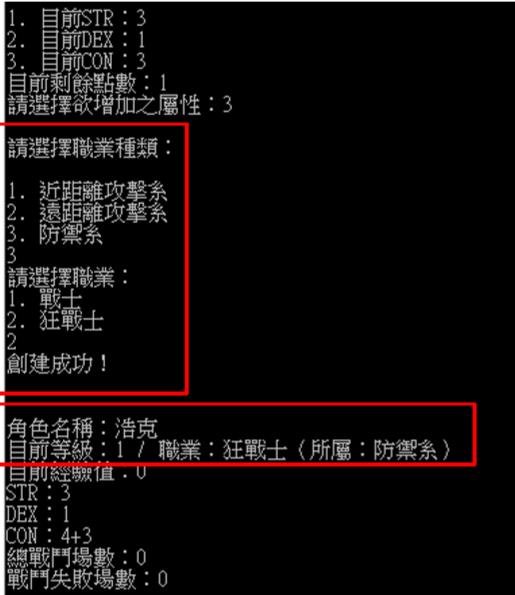 1. 目前STR：3
2. 目前DEX：1
3. 目前CON：3
目前剩餘點數：1
請選擇欲增加之屬性：3
請選擇職業種類：
1. 近距離攻擊系
2. 遠距離攻擊系
3. 防禦系
3
請選擇職業：
1. 戰士
2. 狂戰士
2
創建成功！
角色名稱：浩克
目前等級：1 / 職業：狂戰士（所屬：防禦系）
目前經驗值：0
STR：3
DEX：1
CON：4+3
總戰鬥場數：0
戰鬥失敗場數：0